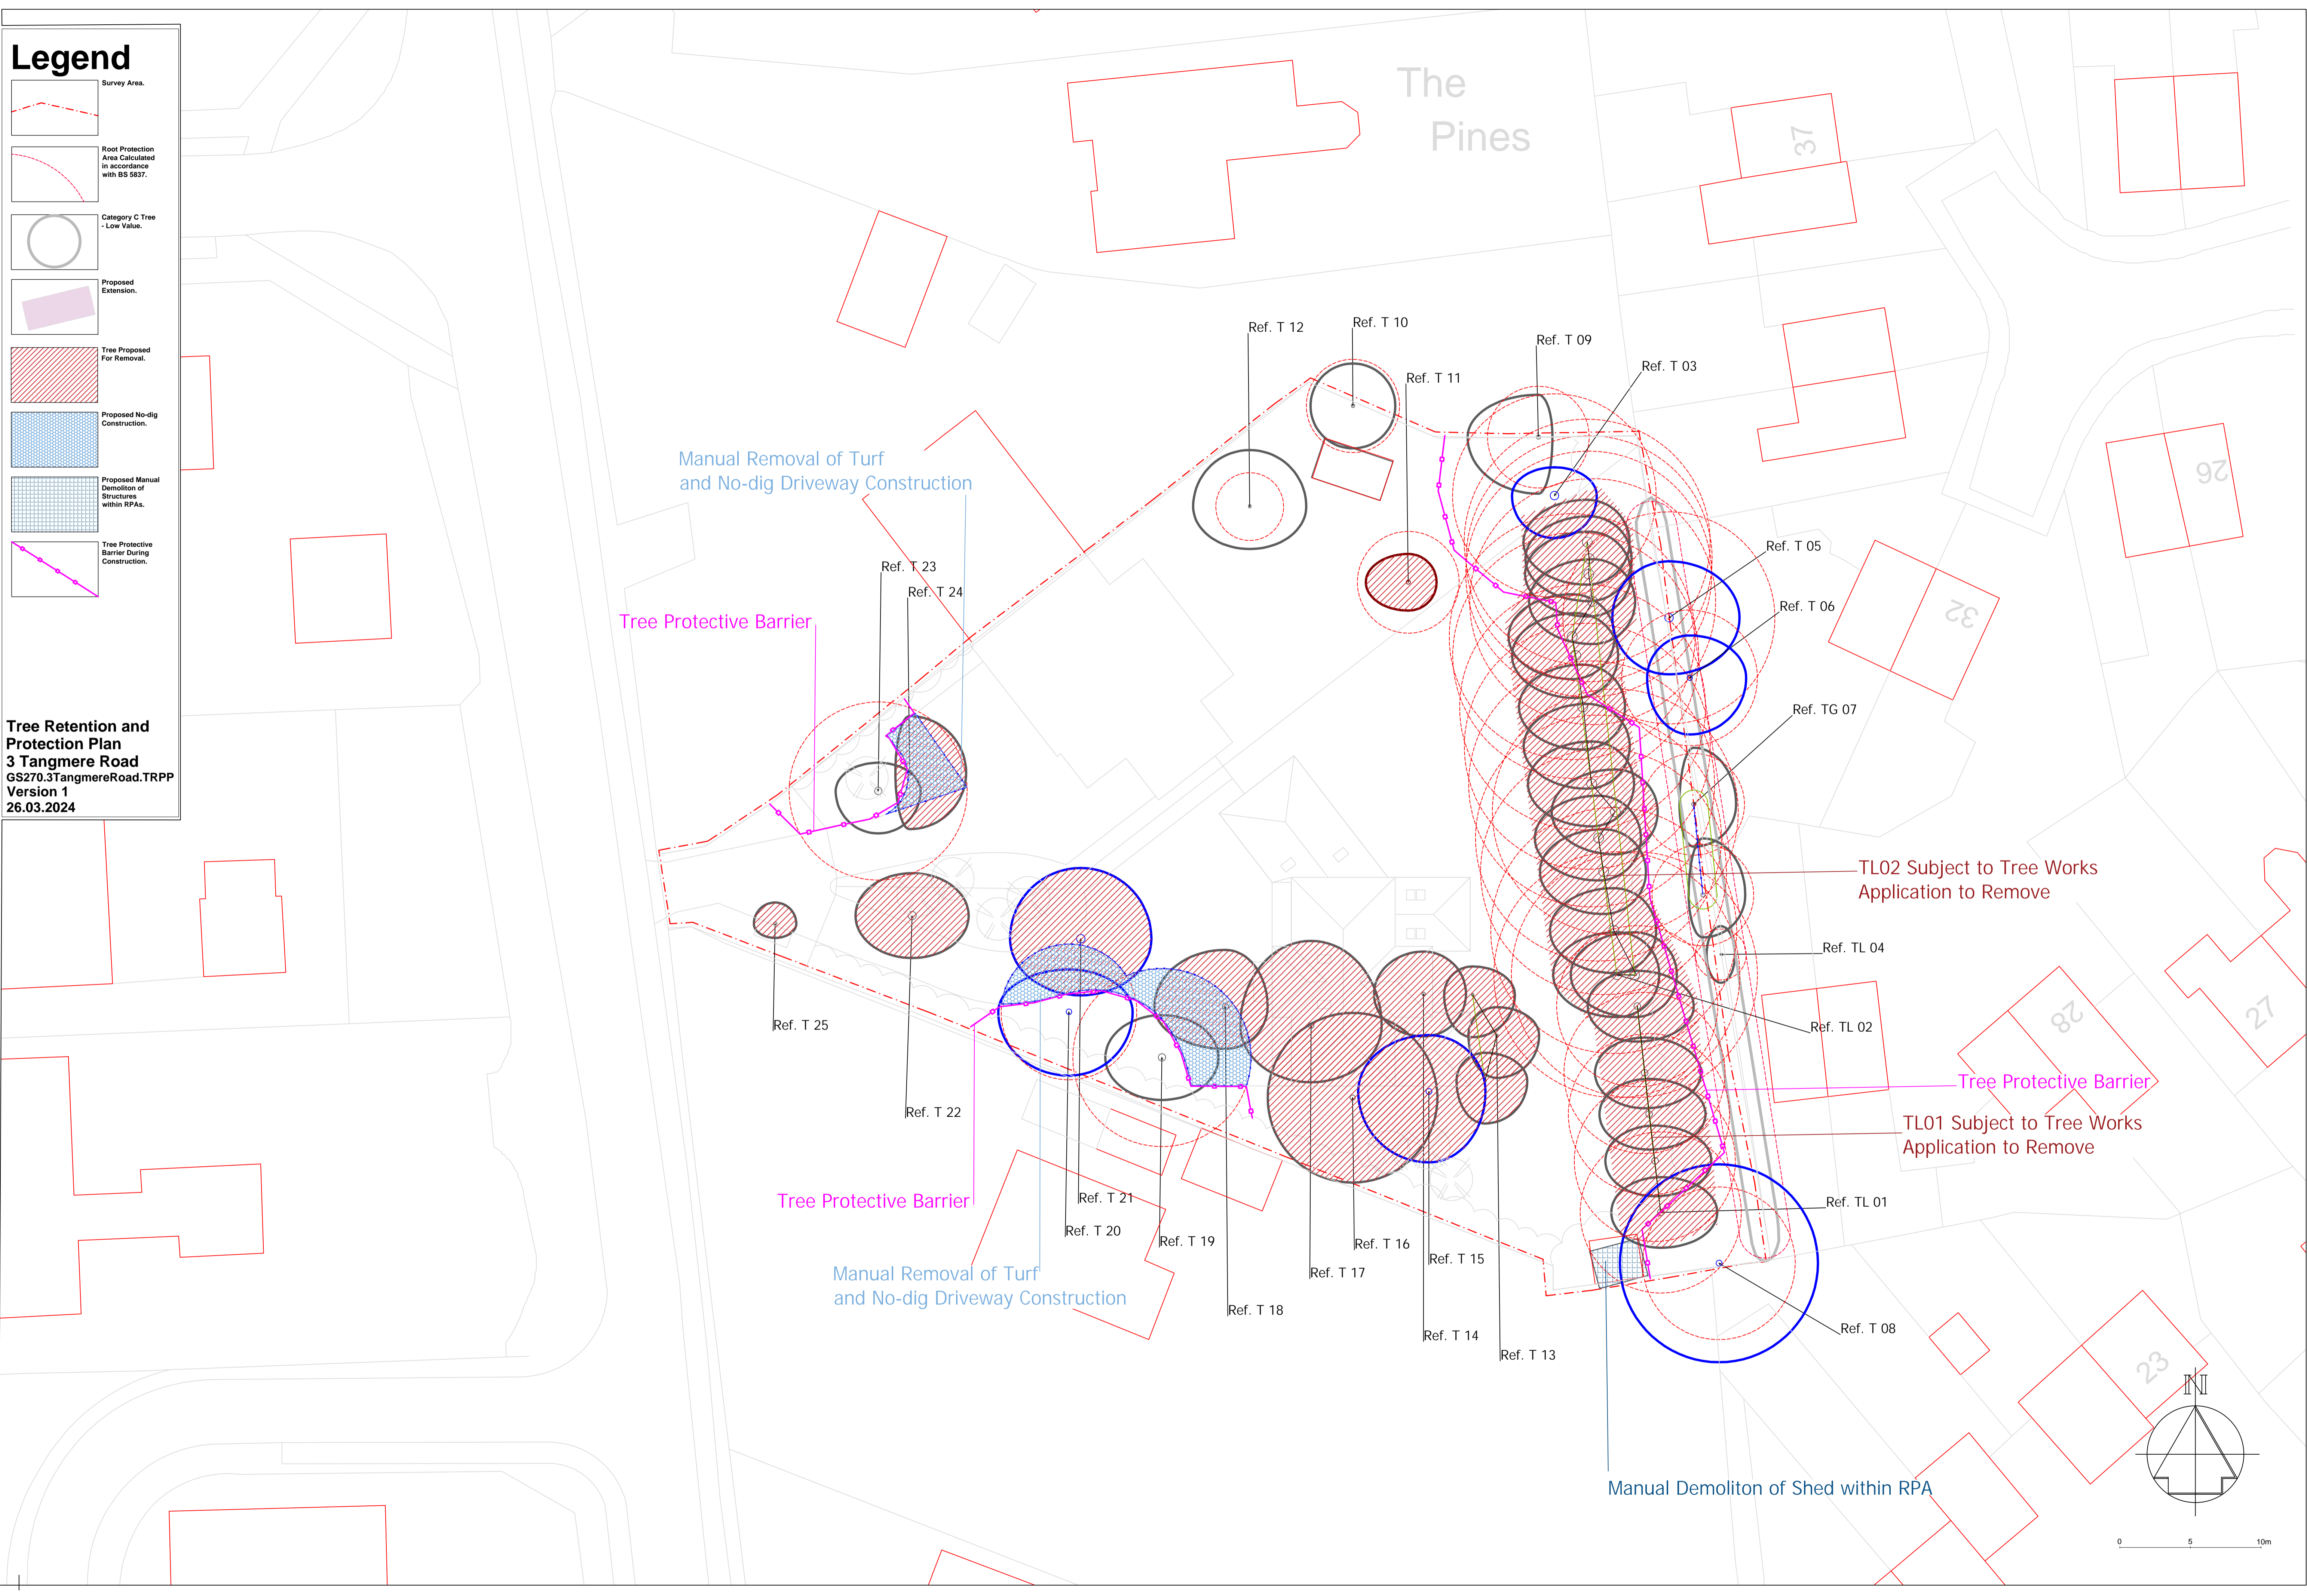 Legend
Survey Area.
Root Protection
Area Calculated
in accordance
with BS 5837.
Category C Tree
- Low Value.
Proposed
Extension.
Tree Proposed
For Removal.
Proposed No-dig
Construction.
Proposed Manual
Demoliton of
Structures
within RPAs.
Tree Protective
Barrier During
Construction.
Tree Retention and
Protection Plan
3 Tangmere Road
GS270.3TangmereRoad.TRPP
Version 1
26.03.2024
The
Pines
37
26
32
28
27
23
Ref. T 12
Ref. T 10
Ref. T 09
Ref. T 11
Ref. T 03
Manual Removal of Turf
and No-dig Driveway Construction
Ref. T 23
Ref. T 24
Tree Protective Barrier
Ref. T 05
Ref. T 06
Ref. TG 07
TL02 Subject to Tree Works
Application to Remove
Ref. TL 04
Ref. T 25
Ref. TL 02
Tree Protective Barrier
Ref. T 22
TL01 Subject to Tree Works
Application to Remove
Tree Protective Barrier
Ref. T 21
Ref. TL 01
Ref. T 20
Ref. T 19
Ref. T 16
Ref. T 15
Ref. T 17
Manual Removal of Turf
and No-dig Driveway Construction
Ref. T 18
Ref. T 14
Ref. T 13
Ref. T 08
Manual Demoliton of Shed within RPA
N
0 5 10m